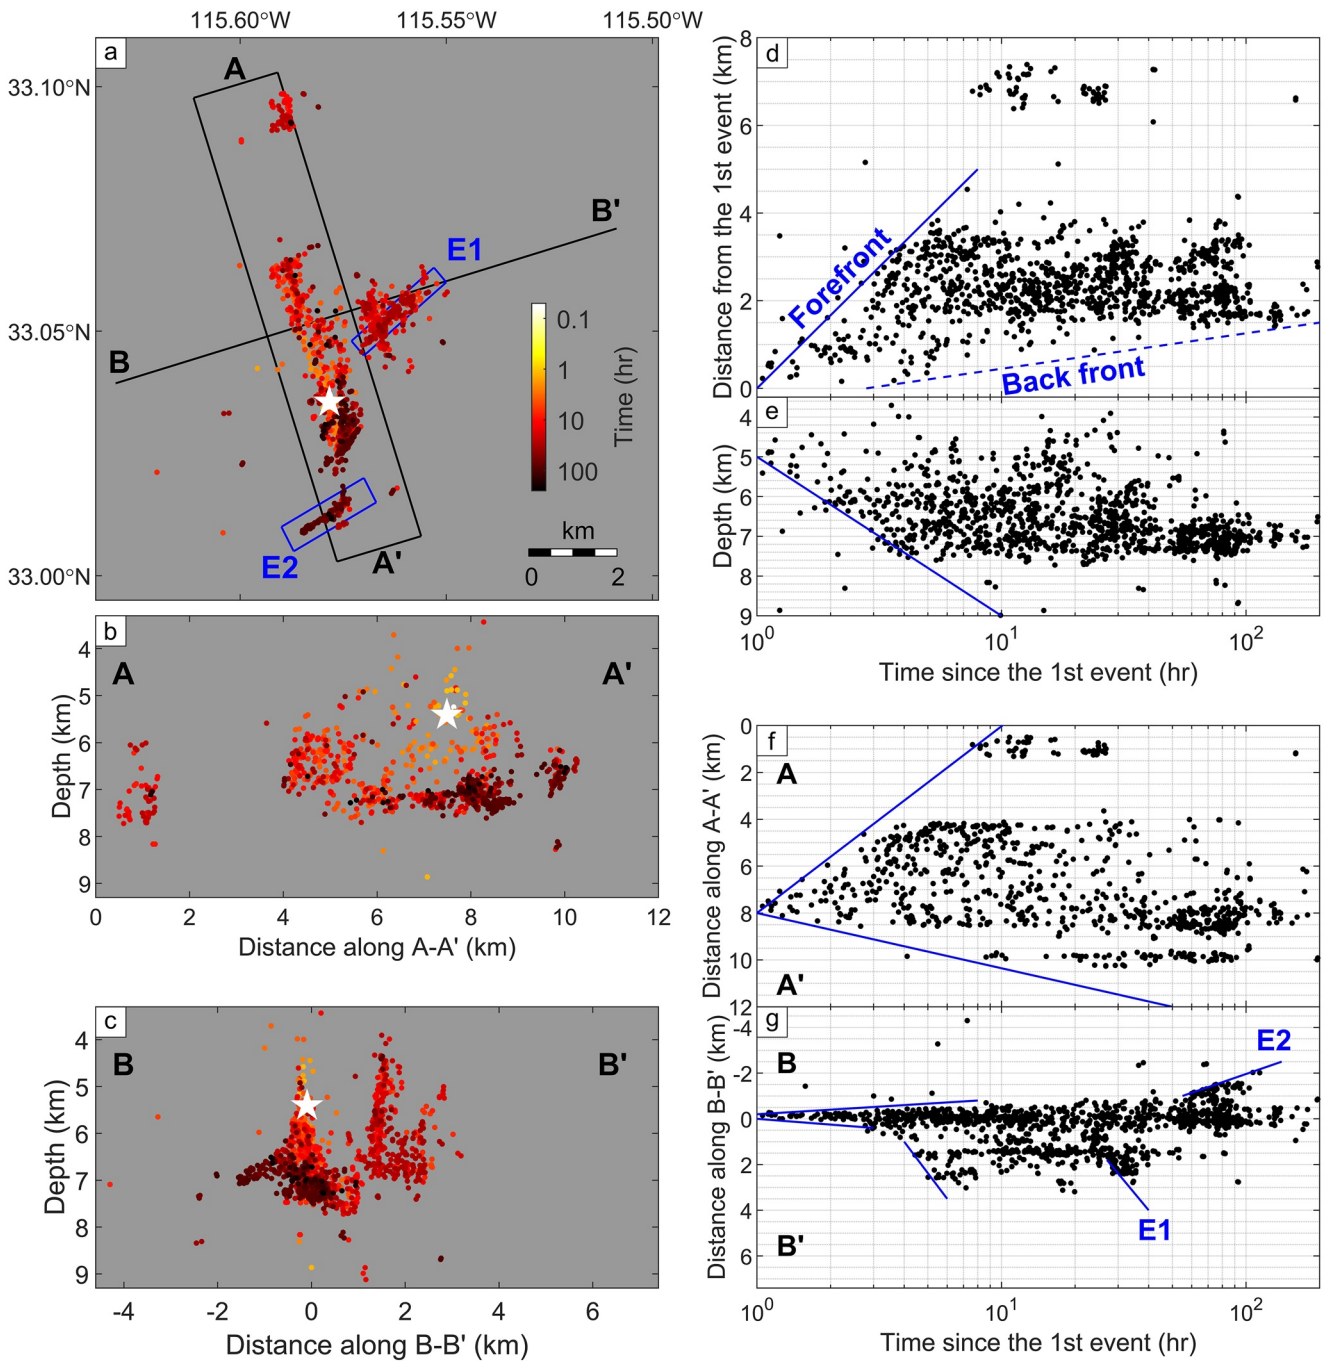 115.60°W 115.55°W 115.50°W
a
A
33.10°N
B'
E1
33.05°N
B
0.1
1
10
100
Time (hr)
E2
A'
33.00°N
km
0 2
b
A A'
4
5
6
7
8
9
Depth (km)
0 2 4 6 8 10 12
Distance along A-A' (km)
c
B B'
4
5
6
7
8
9
Depth (km)
-4 -2 0 2 4 6
Distance along B-B' (km)
d
8
6
4
2
0
Distance from the 1st event (km)
Forefront
Back front
e
4
5
6
7
8
9
Depth (km)
10⁰ 10¹ 10²
Time since the 1st event (hr)
f
A
0
2
4
6
8
10
12
Distance along A-A' (km)
A'
g
B
E2
-4
-2
0
2
4
6
Distance along B-B' (km)
E1
B'
10⁰ 10¹ 10²
Time since the 1st event (hr)